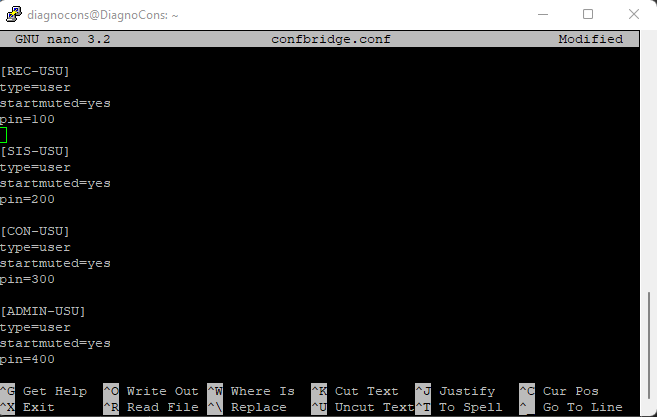 diagnocons@DiagnoCons: ~
GNU nano 3.2 confbridge.conf Modified
[REC-USU]
type=user
startmuted=yes
pin=100
[SIS-USU]
type=user
startmuted=yes
pin=200
[CON-USU]
type=user
startmuted=yes
pin=300
[ADMIN-USU]
type=user
startmuted=yes
pin=400
^G Get Help ^O Write Out ^W Where Is ^K Cut Text ^J Justify ^C Cur Pos
^X Exit ^R Read File ^\ Replace ^U Uncut Text ^T To Spell ^_ Go To Line